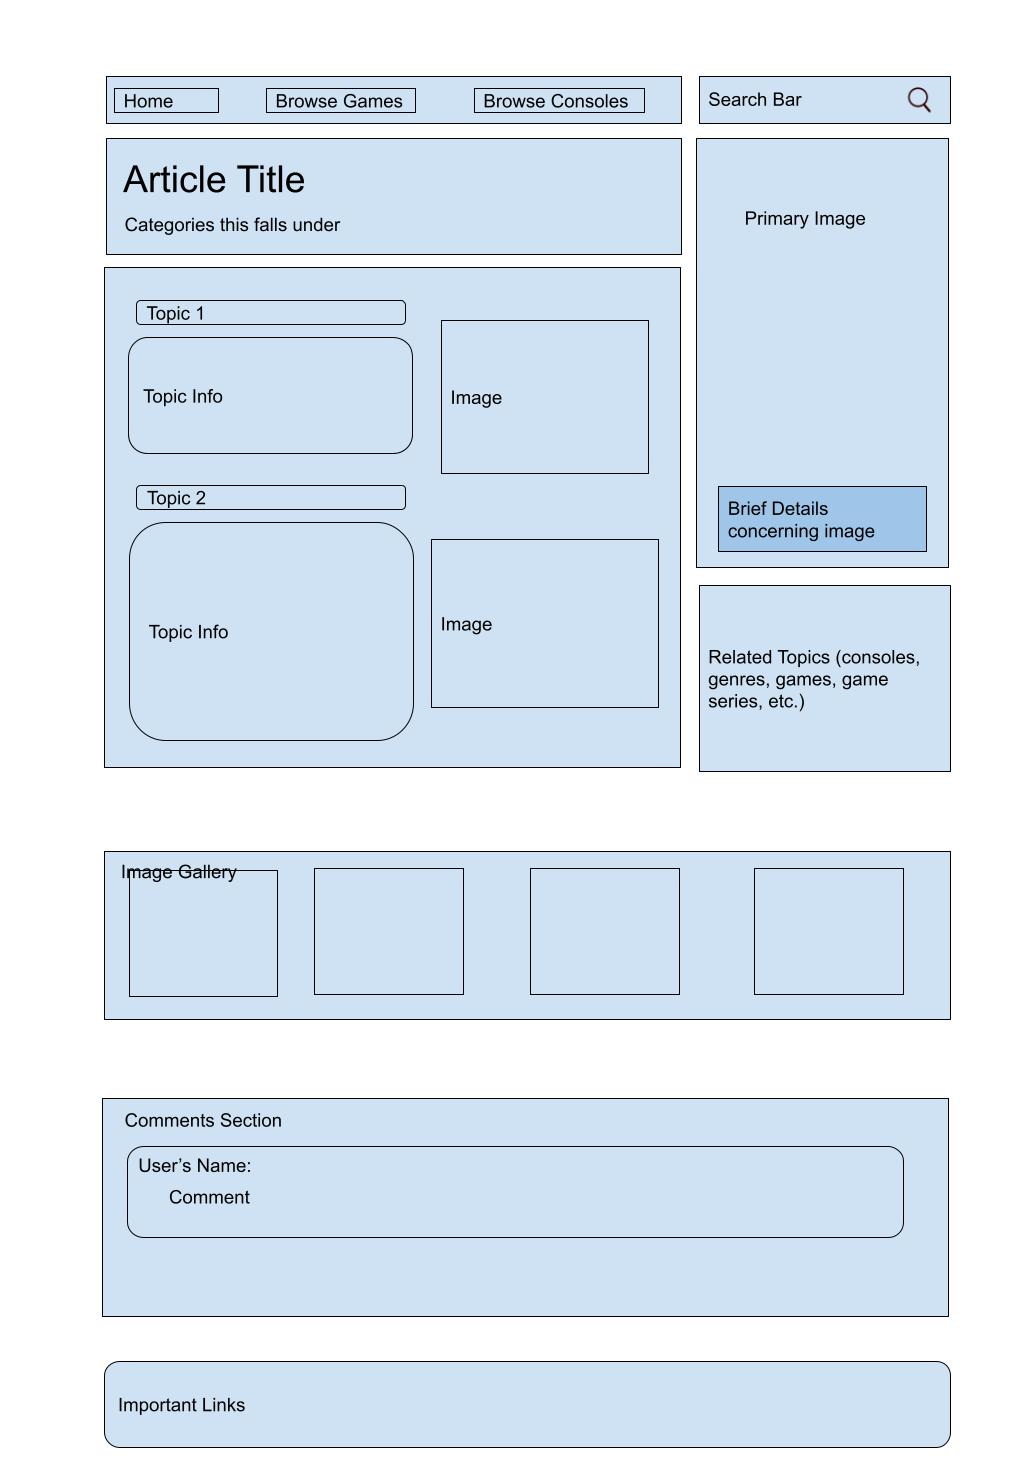 Home
Browse Games
Browse Consoles
Search Bar
Article Title
Categories this falls under
Primary Image
Topic 1
Topic Info
Image
Topic 2
Topic Info
Image
Brief Details
concerning image
Related Topics (consoles,
genres, games, game
series, etc.)
Image Gallery
Comments Section
User’s Name:
Comment
Important Links